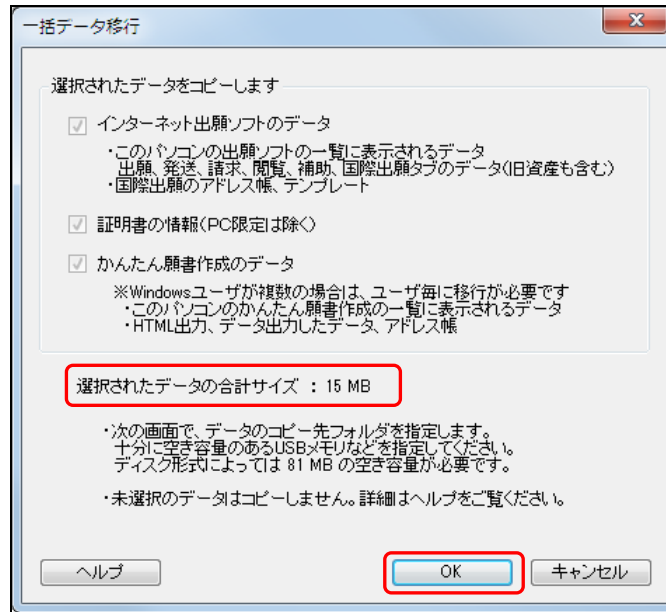 一括データ移行
選択されたデータをコピーします
インターネット出願ソフトのデータ
・このパソコンの出願ソフトの一覧に表示されるデータ
出願、発送、請求、閲覧、補助、国際出願タブのデータ(旧資産も含む)
・国際出願のアドレス帳、テンプレート
証明書の情報(PC限定は除く)
かんたん願書作成のデータ
※Windowsユーザが複数の場合は、ユーザ毎に移行が必要です
・このパソコンのかんたん願書作成の一覧に表示されるデータ
・HTML出力、データ出力したデータ、アドレス帳
選択されたデータの合計サイズ : 15 MB
・次の画面で、データのコピー先フォルダを指定します。
十分に空き容量のあるUSBメモリなどを指定してください。
ディスク形式によっては 81 MB の空き容量が必要です。
・未選択のデータはコピーしません。詳細はヘルプをご覧ください。
ヘルプ OK キャンセル